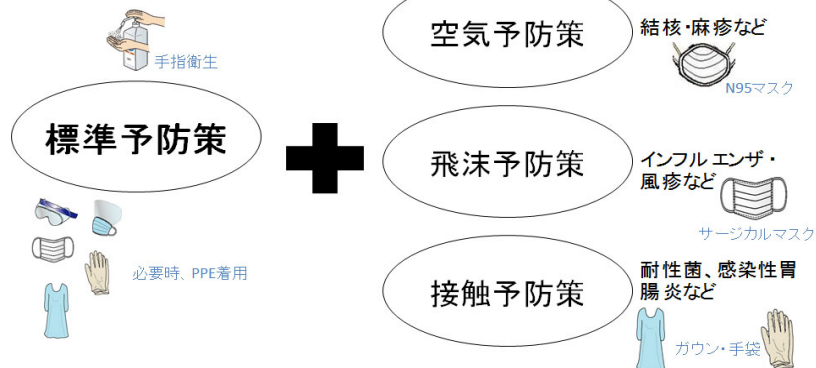 手指衛生
標準予防策
必要時、PPE着用
空気予防策
結核・麻疹など
N95マスク
飛沫予防策
インフルエンザ・
風疹など
サージカルマスク
接触予防策
耐性菌、感染性胃
腸炎など
ガウン・手袋